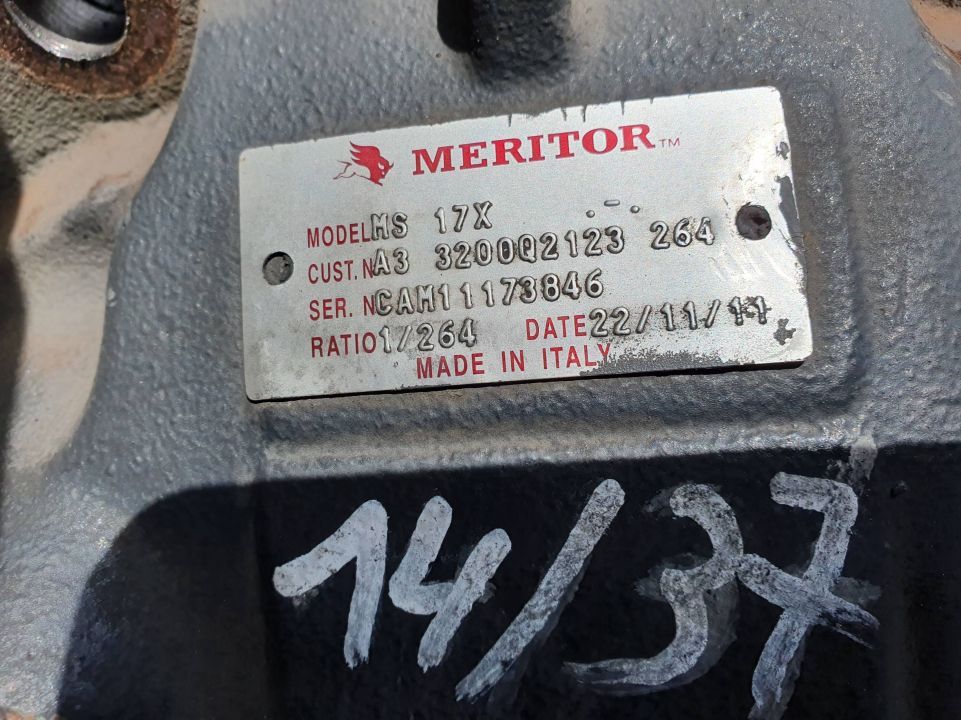 MERITOR™
MODEL MS 17X .-.
CUST. N A3 3200Q2123 264
SER. N CAM11173846
RATIO 1/264 DATE 22/11/11
MADE IN ITALY
14/37